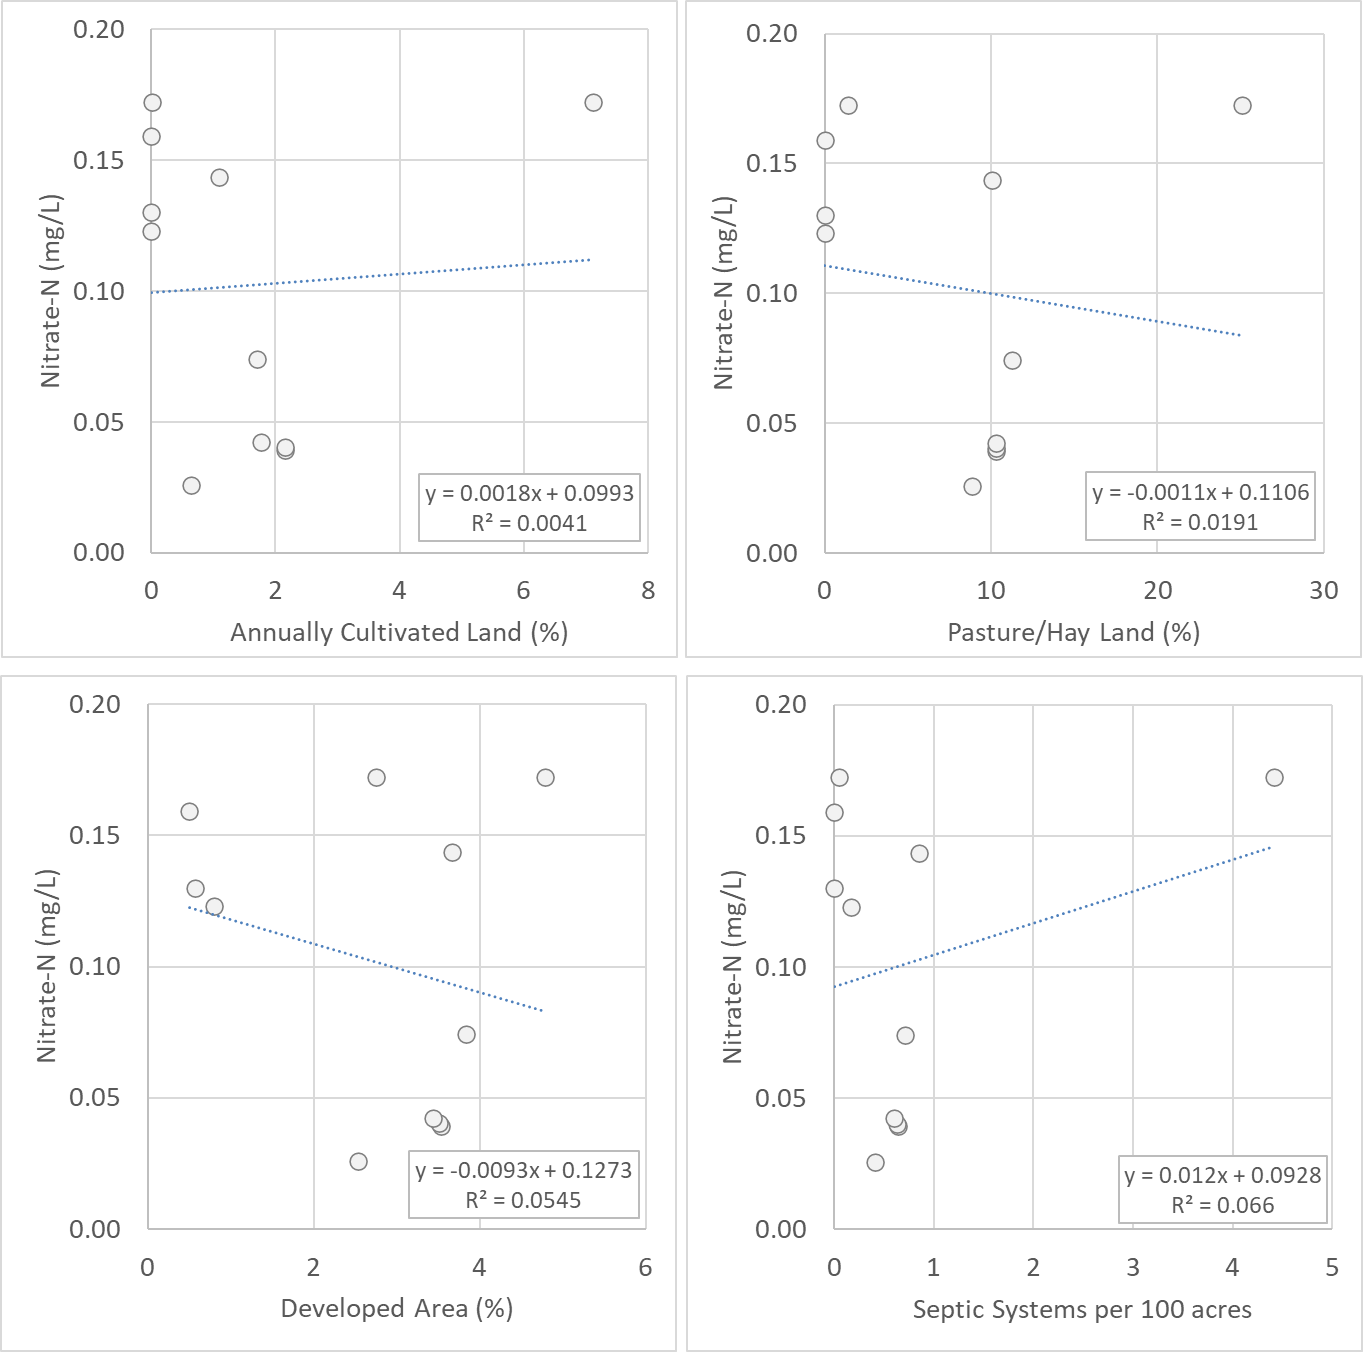 0.20
0.15
0.10
0.05
0.00
Nitrate-N (mg/L)
y = 0.0018x + 0.0993
R² = 0.0041
0 2 4 6 8
Annually Cultivated Land (%)
0.20
0.15
0.10
0.05
0.00
Nitrate-N (mg/L)
y = -0.0011x + 0.1106
R² = 0.0191
0 10 20 30
Pasture/Hay Land (%)
0.20
0.15
0.10
0.05
0.00
Nitrate-N (mg/L)
y = -0.0093x + 0.1273
R² = 0.0545
0 2 4 6
Developed Area (%)
0.20
0.15
0.10
0.05
0.00
Nitrate-N (mg/L)
y = 0.012x + 0.0928
R² = 0.066
0 1 2 3 4 5
Septic Systems per 100 acres